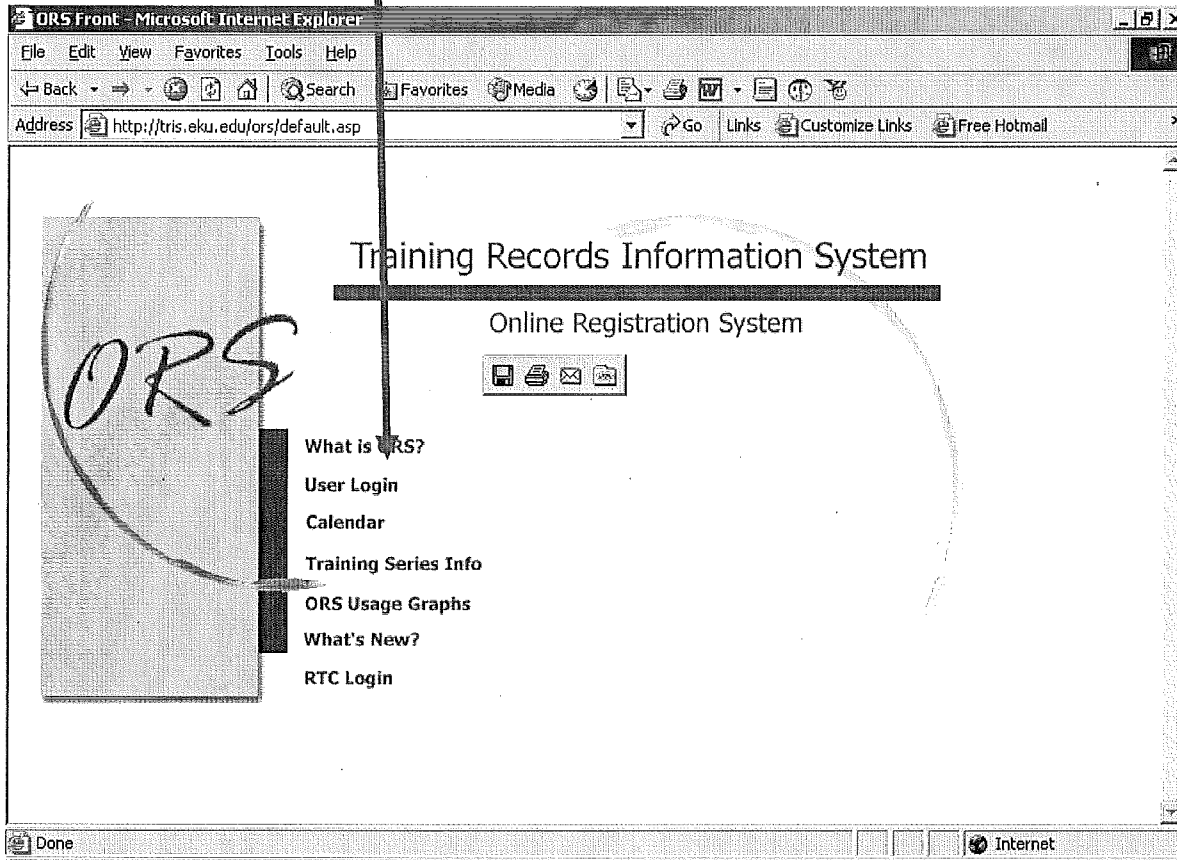 ORS Front - Microsoft Internet Explorer
File Edit View Favorites Tools Help
Back Search Favorites Media
Address http://tris.eku.edu/ors/default.asp Go Links Customize Links Free Hotmail
Training Records Information System
Online Registration System
ORS
What is ORS?
User Login
Calendar
Training Series Info
ORS Usage Graphs
What's New?
RTC Login
Done Internet